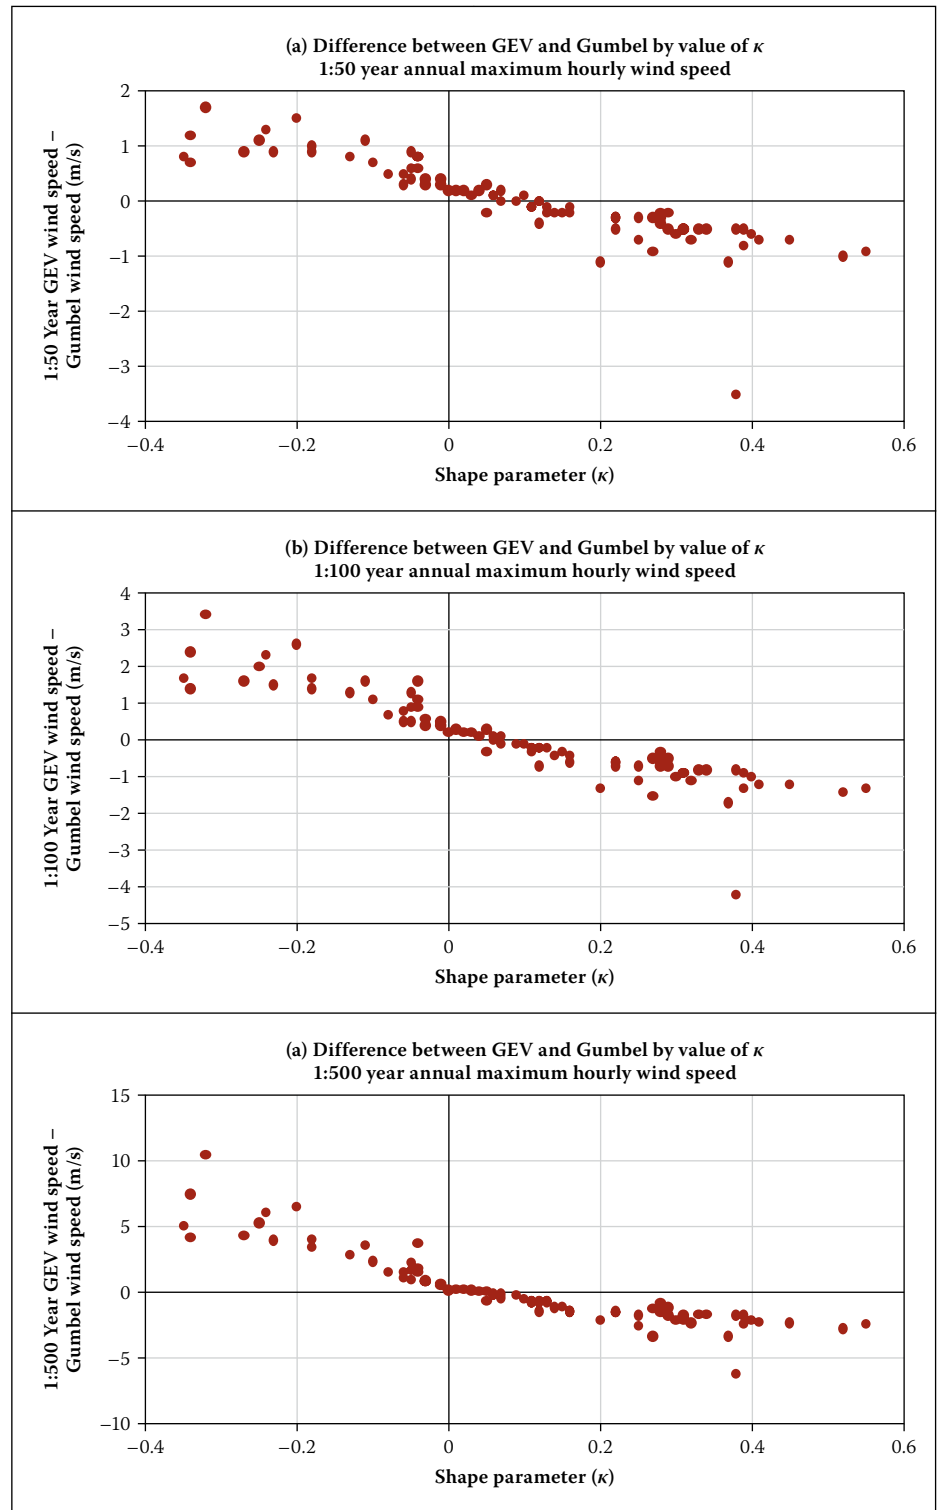 (a) Difference between GEV and Gumbel by value of κ
1:50 year annual maximum hourly wind speed
1:50 Year GEV wind speed –
Gumbel wind speed (m/s)
2
1
0
−1
−2
−3
−4
−0.4 −0.2 0 0.2 0.4 0.6
Shape parameter (κ)
(b) Difference between GEV and Gumbel by value of κ
1:100 year annual maximum hourly wind speed
1:100 Year GEV wind speed –
Gumbel wind speed (m/s)
4
3
2
1
0
−1
−2
−3
−4
−5
−0.4 −0.2 0 0.2 0.4 0.6
Shape parameter (κ)
(a) Difference between GEV and Gumbel by value of κ
1:500 year annual maximum hourly wind speed
1:500 Year GEV wind speed –
Gumbel wind speed (m/s)
15
10
5
0
−5
−10
−0.4 −0.2 0 0.2 0.4 0.6
Shape parameter (κ)